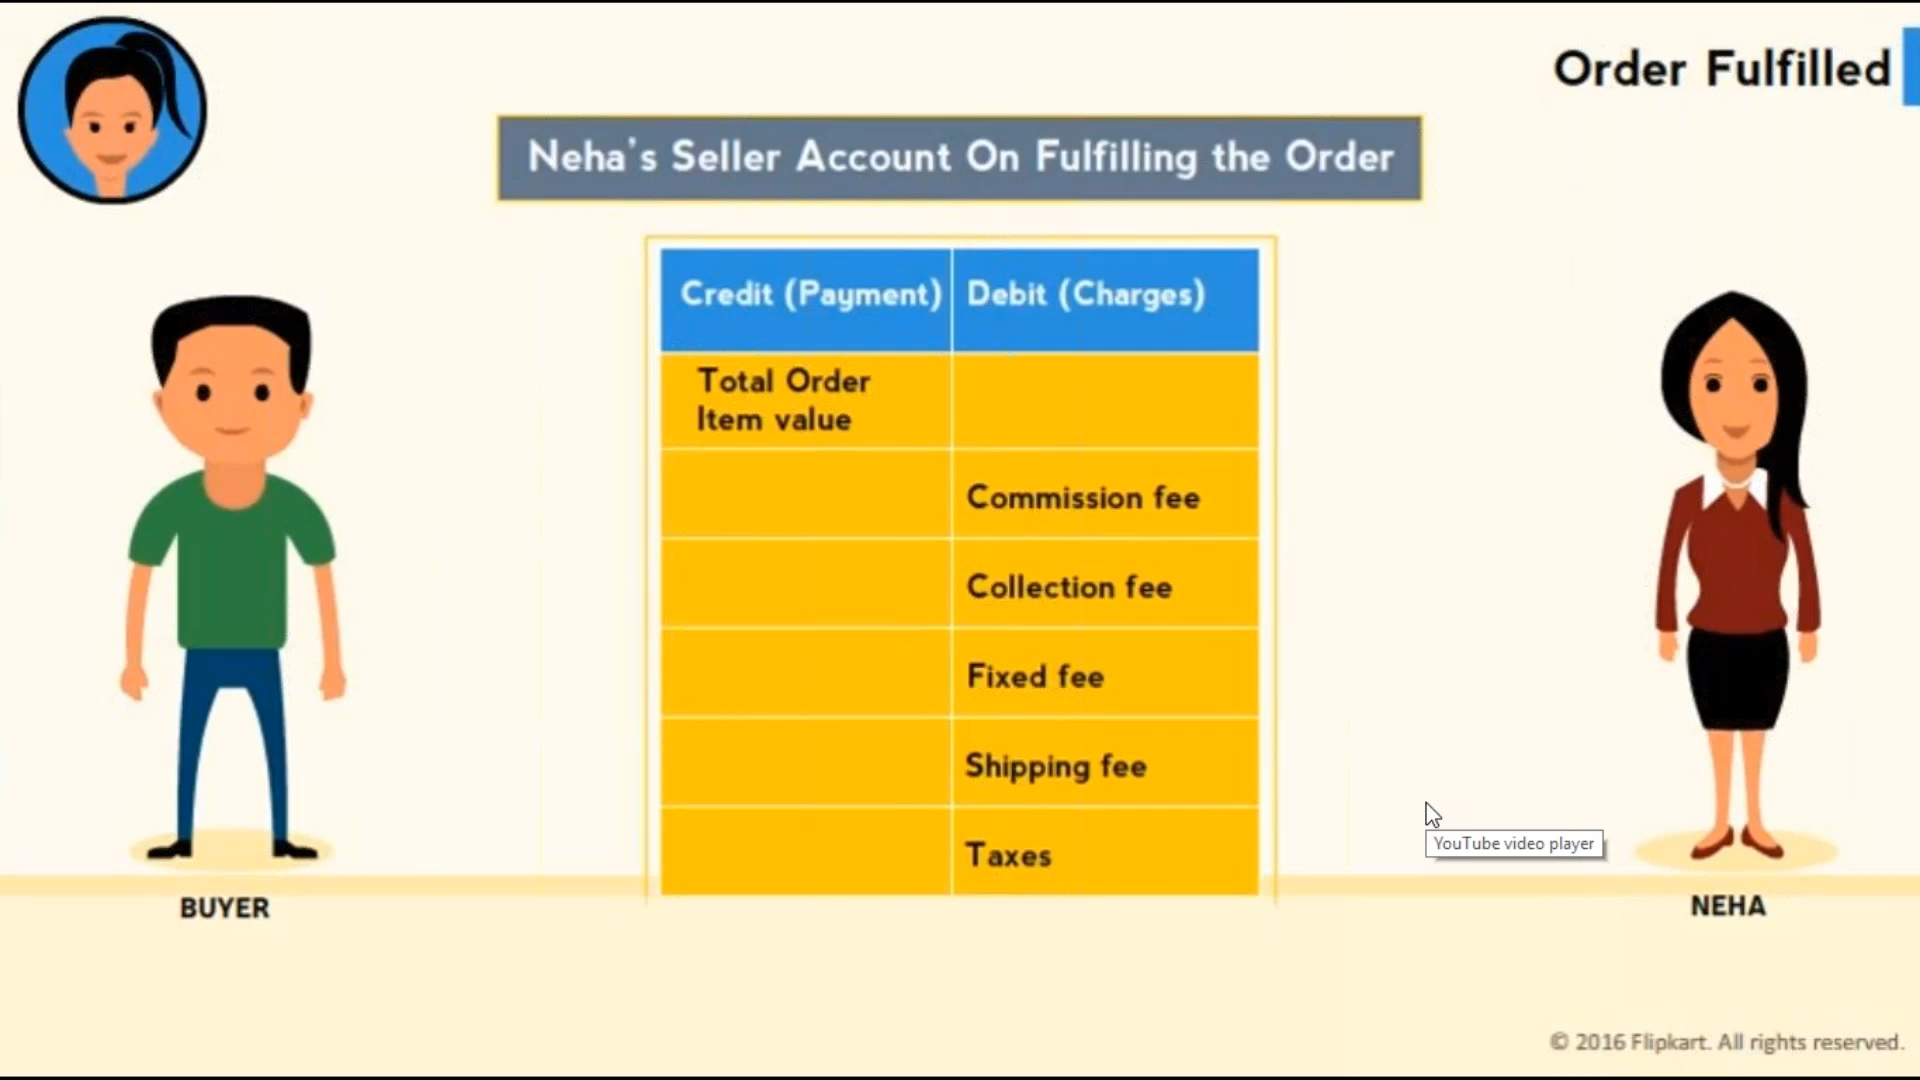 Order Fulfilled
Neha's Seller Account On Fulfilling the Order
Credit (Payment) Debit (Charges)
Total Order
Item value
Commission fee
Collection fee
Fixed fee
Shipping fee
Taxes
YouTube video player
BUYER
NEHA
© 2016 Flipkart. All rights reserved.